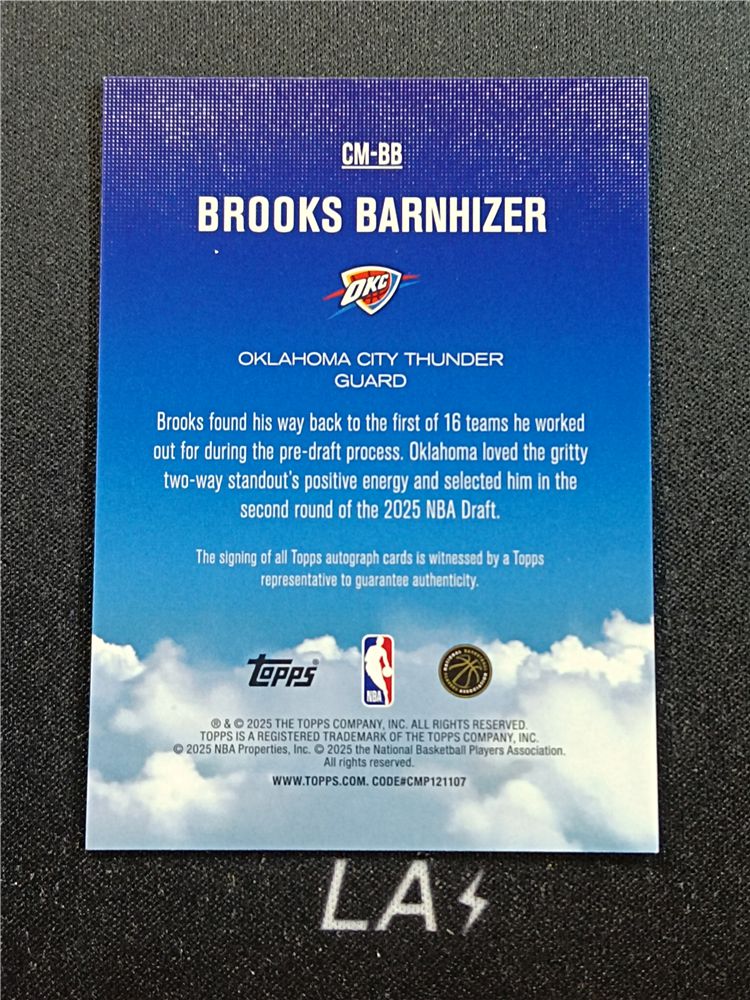 CM-BB
BROOKS BARNHIZER
OKC
OKLAHOMA CITY THUNDER
GUARD
Brooks found his way back to the first of 16 teams he worked
out for during the pre-draft process. Oklahoma loved the gritty
two-way standout's positive energy and selected him in the
second round of the 2025 NBA Draft.
The signing of all Topps autograph cards is witnessed by a Topps
representative to guarantee authenticity.
TOPPS
NBA
NATIONAL BASKETBALL
PLAYERS ASSOCIATION
® & © 2025 THE TOPPS COMPANY, INC. ALL RIGHTS RESERVED.
TOPPS IS A REGISTERED TRADEMARK OF THE TOPPS COMPANY, INC.
© 2025 NBA Properties, Inc. © 2025 the National Basketball Players Association.
All rights reserved.
WWW.TOPPS.COM. CODE#CMP121107
LA